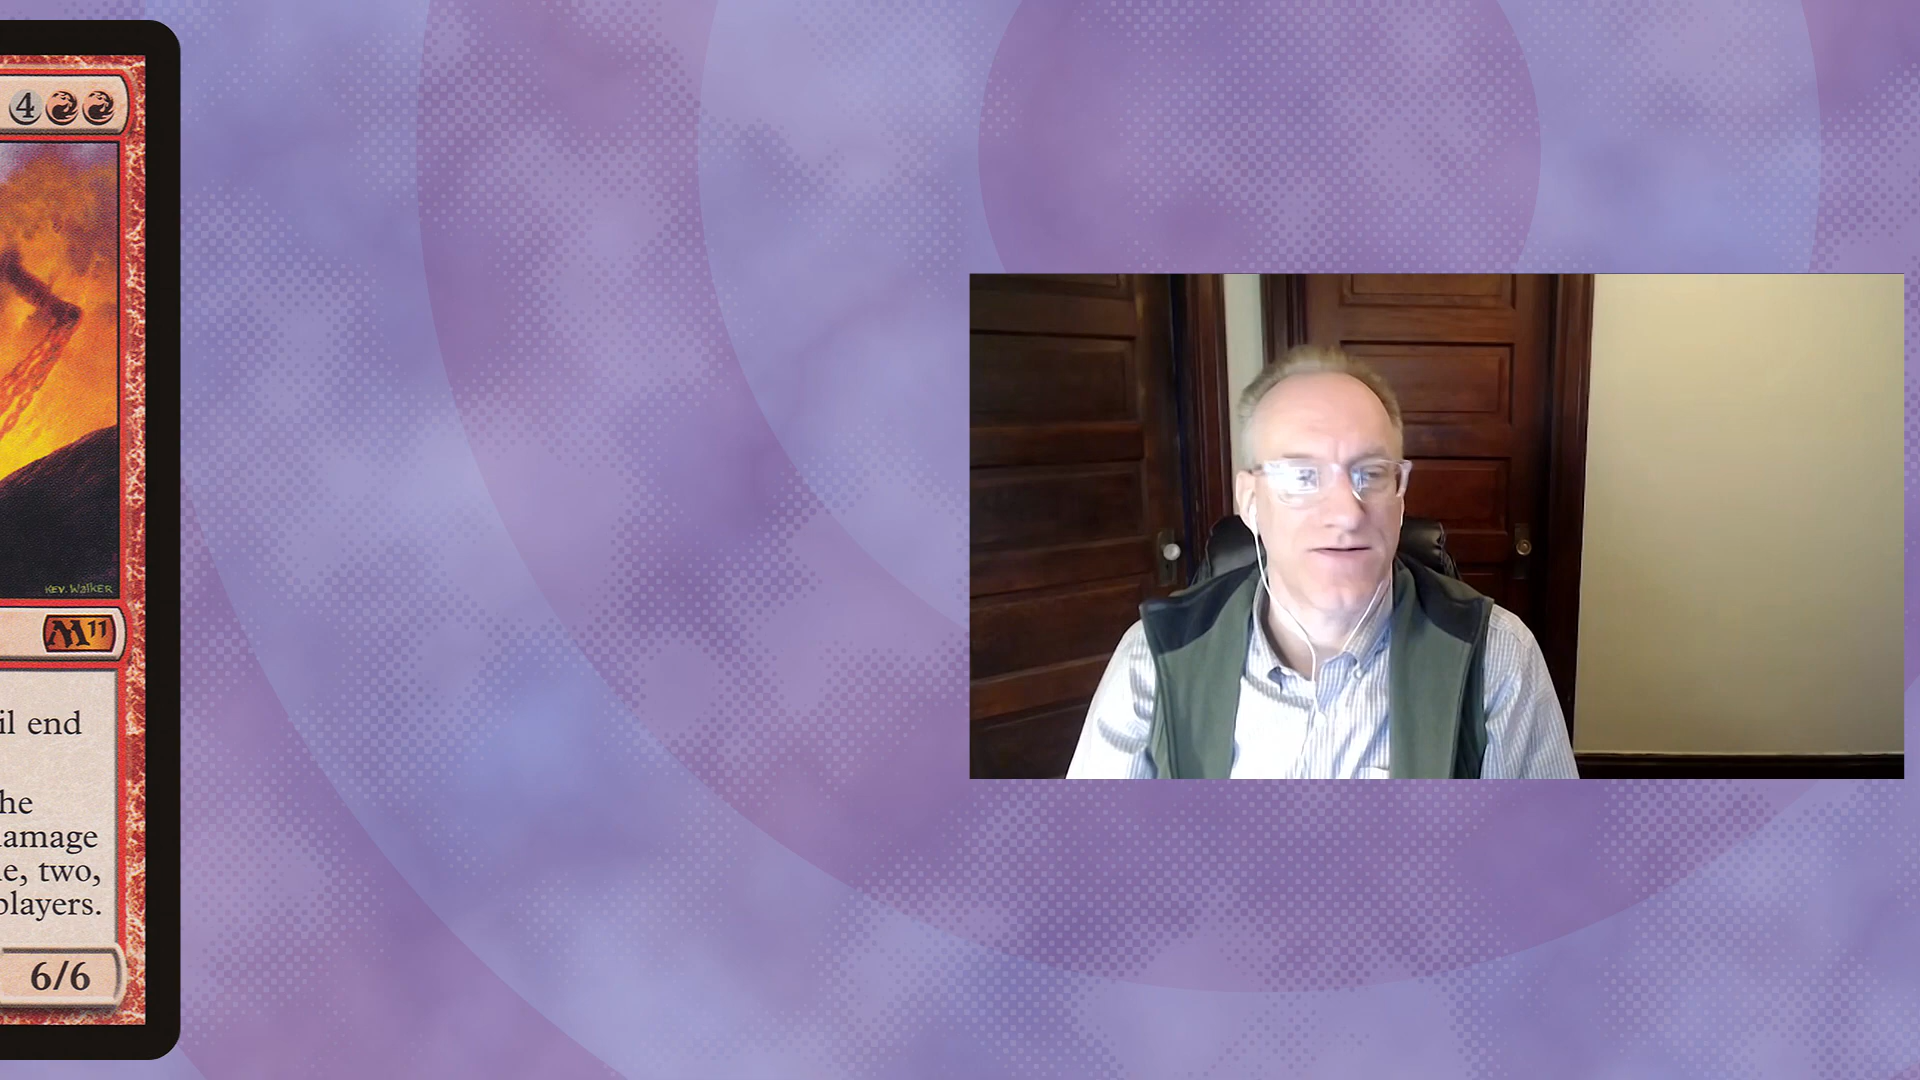 4
KEV. WALKER
M11
il end
he
amage
e, two,
players.
6/6